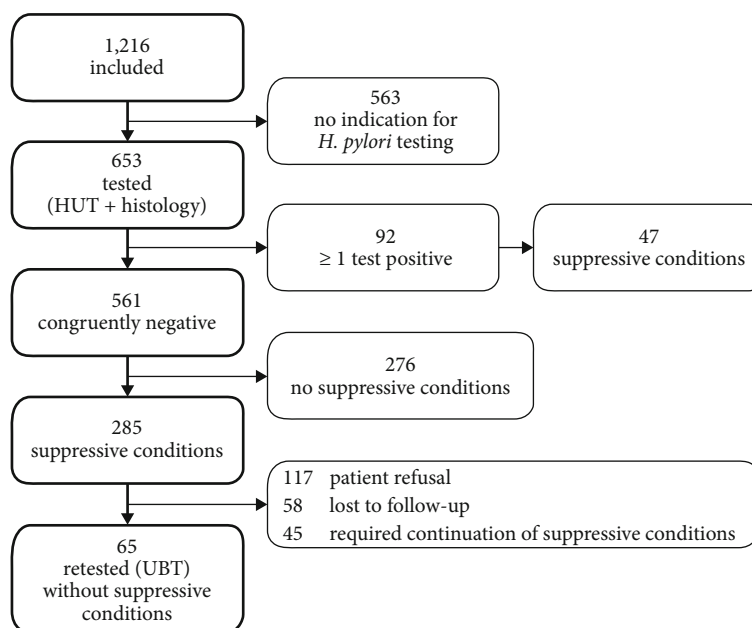 1,216
included
563
no indication for
H. pylori testing
653
tested
(HUT + histology)
92
≥ 1 test positive
47
suppressive conditions
561
congruently negative
276
no suppressive conditions
285
suppressive conditions
117 patient refusal
58 lost to follow-up
45 required continuation of suppressive conditions
65
retested (UBT)
without suppressive
conditions